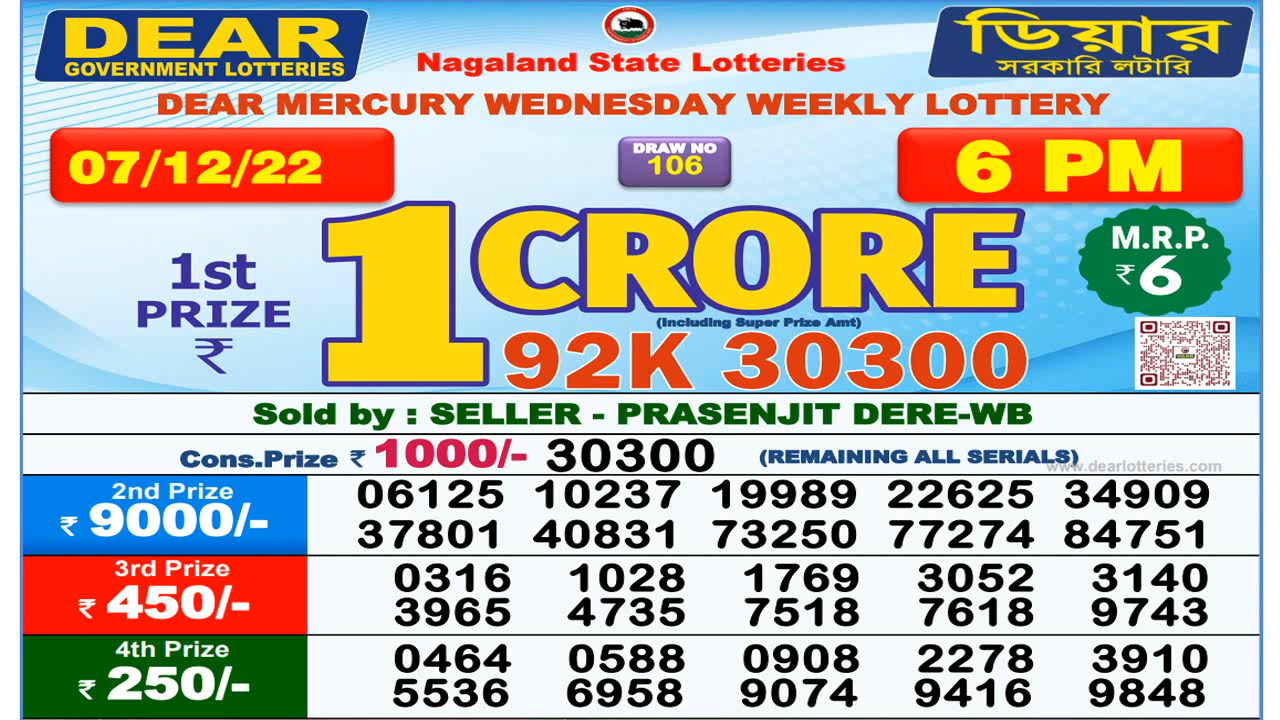 DEAR
GOVERNMENT LOTTERIES
Nagaland State Lotteries
ডিয়ার
সরকারি লটারি
DEAR MERCURY WEDNESDAY WEEKLY LOTTERY
07/12/22
DRAW NO
106
6 PM
1st
PRIZE
₹
1 CRORE
(Including Super Prize Amt)
92K 30300
M.R.P.
₹ 6
Sold by : SELLER - PRASENJIT DERE-WB
Cons.Prize ₹ 1000/- 30300 (REMAINING ALL SERIALS)
www.dearlotteries.com
2nd Prize
₹ 9000/-
06125 10237 19989 22625 34909
37801 40831 73250 77274 84751
3rd Prize
₹ 450/-
0316 1028 1769 3052 3140
3965 4735 7518 7618 9743
4th Prize
₹ 250/-
0464 0588 0908 2278 3910
5536 6958 9074 9416 9848